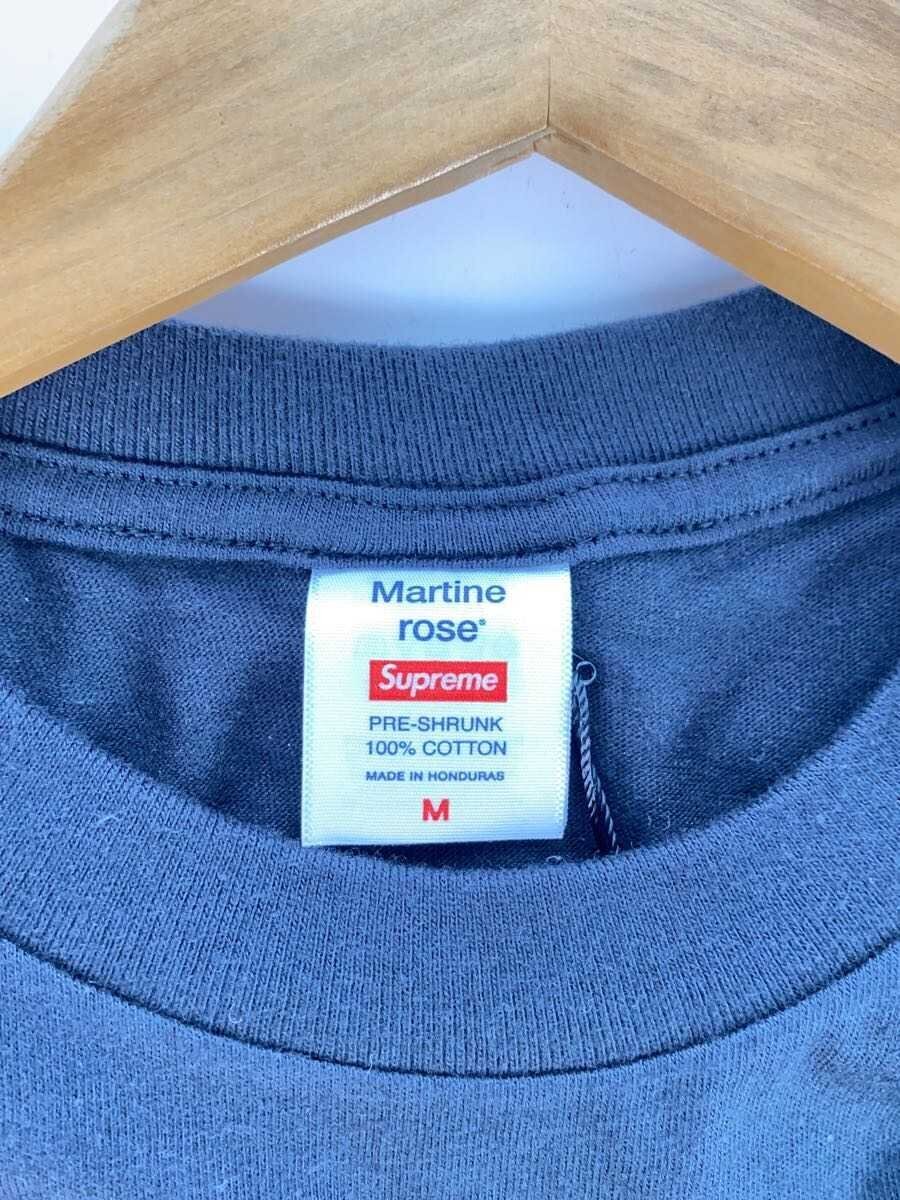 Martine
rose®
Supreme
PRE-SHRUNK
100% COTTON
MADE IN HONDURAS
M